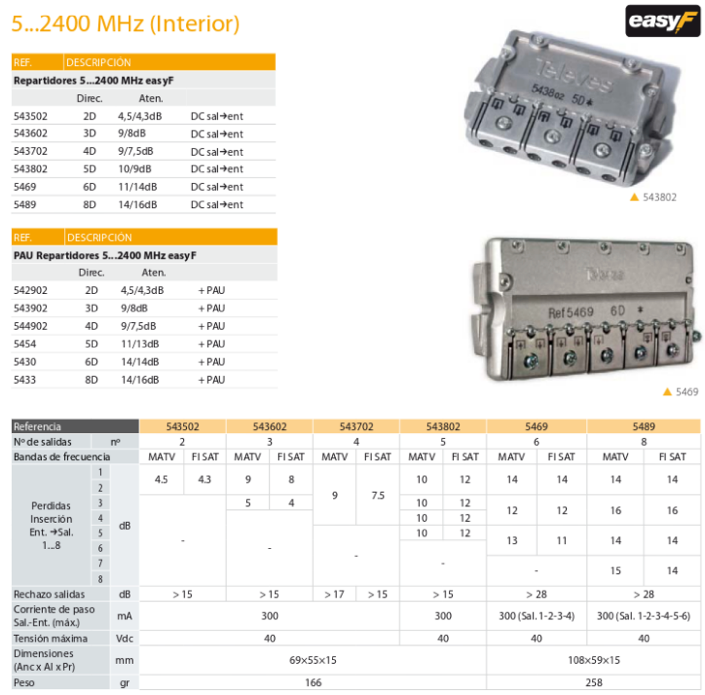 5...2400 MHz (Interior)
easyF
REF. DESCRIPCIÓN
Repartidores 5...2400 MHz easyF
Direc. Aten.
543502 2D 4,5/4,3dB DC sal→ent
543602 3D 9/8dB DC sal→ent
543702 4D 9/7,5dB DC sal→ent
543802 5D 10/9dB DC sal→ent
5469 6D 11/14dB DC sal→ent
5489 8D 14/16dB DC sal→ent
Televes
543802 5D*
543802
REF. DESCRIPCIÓN
PAU Repartidores 5...2400 MHz easyF
Direc. Aten.
542902 2D 4,5/4,3dB + PAU
543902 3D 9/8dB + PAU
544902 4D 9/7,5dB + PAU
5454 5D 11/13dB + PAU
5430 6D 14/14dB + PAU
5433 8D 14/16dB + PAU
Televes
Ref 5469 6D *
5469
Referencia 543502 543602 543702 543802 5469 5489
Nº de salidas nº 2 3 4 5 6 8
Bandas de frecuencia MATV FI SAT MATV FI SAT MATV FI SAT MATV FI SAT MATV FI SAT MATV FI SAT
Perdidas
Inserción
Ent. →Sal.
1...8
1
2
3
4
5
6
7
8
dB
4.5 4.3
-
9 8
5 4
-
9 7.5
-
10 12
10 12
10 12
10 12
-
14 14
12 12
13 11
-
14 14
16 16
14 14
15 14
Rechazo salidas dB > 15 > 15 > 17 > 15 > 15 > 28 > 28
Corriente de paso
Sal.-Ent. (máx.) mA 300 300 300 (Sal. 1-2-3-4) 300 (Sal. 1-2-3-4-5-6)
Tensión máxima Vdc 40 40 40 40
Dimensiones
(Anc x Al x Pr) mm 69×55×15 108×59×15
Peso gr 166 258